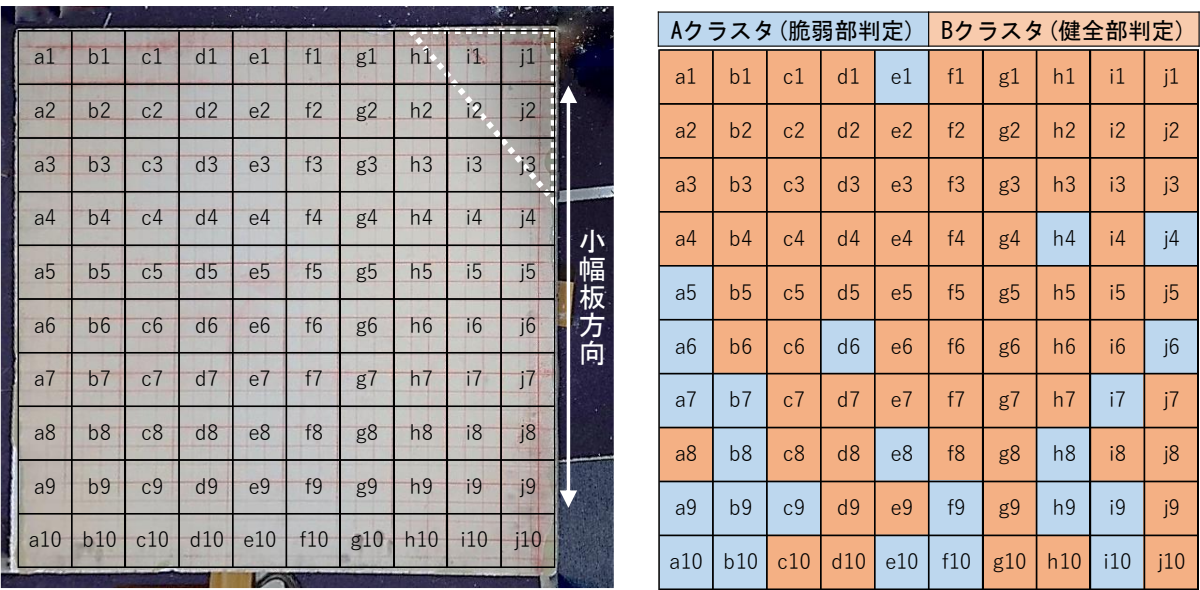 a1 b1 c1 d1 e1 f1 g1 h1 i1 j1
a2 b2 c2 d2 e2 f2 g2 h2 i2 j2
a3 b3 c3 d3 e3 f3 g3 h3 i3 j3
a4 b4 c4 d4 e4 f4 g4 h4 i4 j4
a5 b5 c5 d5 e5 f5 g5 h5 i5 j5
a6 b6 c6 d6 e6 f6 g6 h6 i6 j6
a7 b7 c7 d7 e7 f7 g7 h7 i7 j7
a8 b8 c8 d8 e8 f8 g8 h8 i8 j8
a9 b9 c9 d9 e9 f9 g9 h9 i9 j9
a10 b10 c10 d10 e10 f10 g10 h10 i10 j10
小幅板方向
Aクラスタ(脆弱部判定) Bクラスタ(健全部判定)
a1 b1 c1 d1 e1 f1 g1 h1 i1 j1
a2 b2 c2 d2 e2 f2 g2 h2 i2 j2
a3 b3 c3 d3 e3 f3 g3 h3 i3 j3
a4 b4 c4 d4 e4 f4 g4 h4 i4 j4
a5 b5 c5 d5 e5 f5 g5 h5 i5 j5
a6 b6 c6 d6 e6 f6 g6 h6 i6 j6
a7 b7 c7 d7 e7 f7 g7 h7 i7 j7
a8 b8 c8 d8 e8 f8 g8 h8 i8 j8
a9 b9 c9 d9 e9 f9 g9 h9 i9 j9
a10 b10 c10 d10 e10 f10 g10 h10 i10 j10